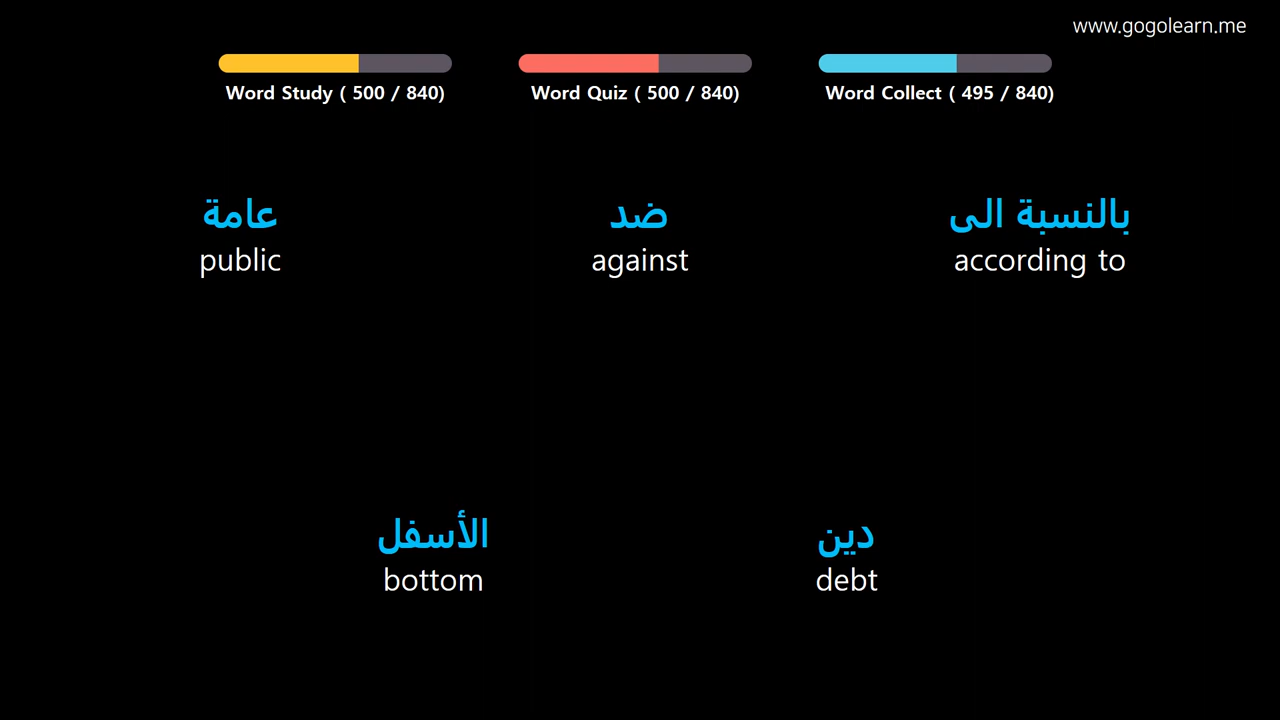 www.gogolearn.me
Word Study ( 500 / 840)
Word Quiz ( 500 / 840)
Word Collect ( 495 / 840)
عامة
public
ضد
against
بالنسبة الى
according to
الأسفل
bottom
دين
debt